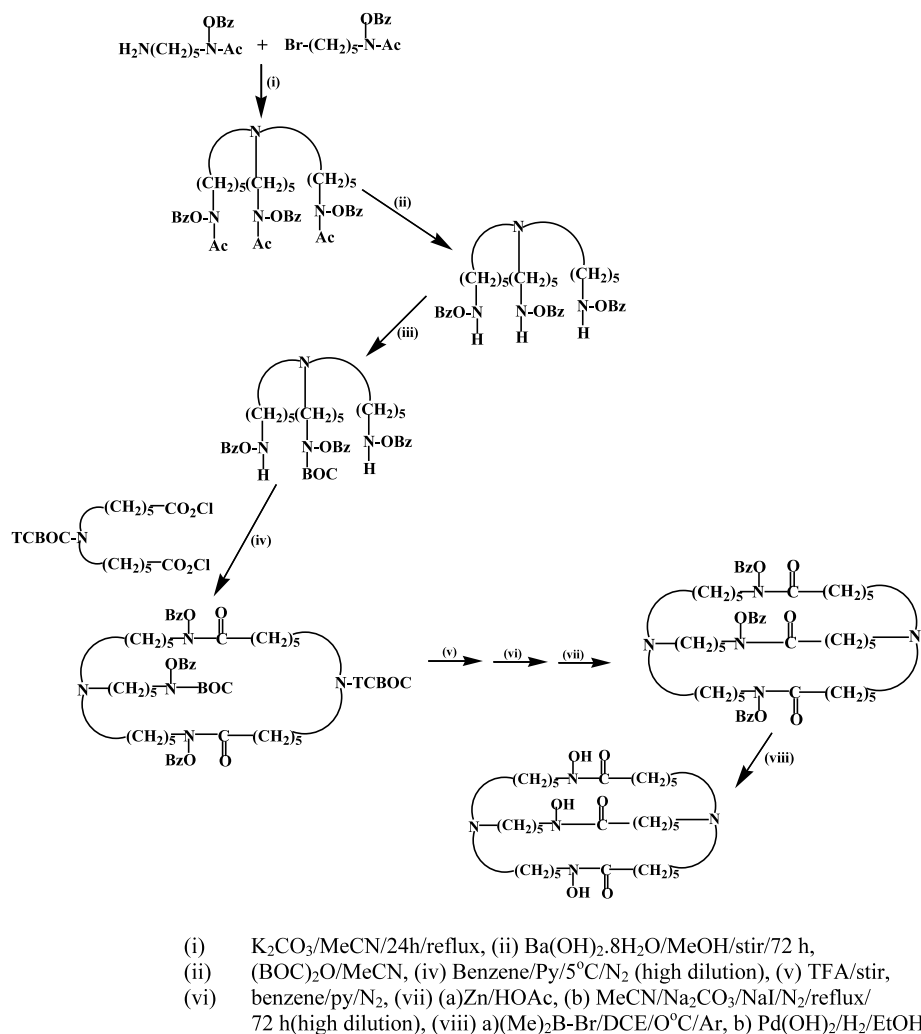 OBz OBz
H₂N(CH₂)₅-N-Ac + Br-(CH₂)₅-N-Ac
(i)
N
(CH₂)₅(CH₂)₅ (CH₂)₅
(ii)
BzO-N N-OBz N-OBz
Ac Ac Ac
N
(CH₂)₅(CH₂)₅ (CH₂)₅
BzO-N N-OBz N-OBz
H H H
(iii)
N
(CH₂)₅(CH₂)₅ (CH₂)₅
BzO-N N-OBz N-OBz
H BOC H
(CH₂)₅-CO₂Cl
TCBOC-N
(CH₂)₅-CO₂Cl
(iv)
BzO O
(CH₂)₅N C (CH₂)₅
OBz
N (CH₂)₅ N BOC N-TCBOC
(CH₂)₅N C (CH₂)₅
BzO O
(v) (vi) (vii)
BzO O
(CH₂)₅ N C (CH₂)₅
OBz O
N (CH₂)₅N C (CH₂)₅ N
(CH₂)₅ N C (CH₂)₅
BzO O
(viii)
OH O
(CH₂)₅N C (CH₂)₅
OH O
N (CH₂)₅N C (CH₂)₅ N
(CH₂)₅N C (CH₂)₅
OH O
(i) K₂CO₃/MeCN/24h/reflux, (ii) Ba(OH)₂.8H₂O/MeOH/stir/72 h,
(ii) (BOC)₂O/MeCN, (iv) Benzene/Py/5°C/N₂ (high dilution), (v) TFA/stir,
(vi) benzene/py/N₂, (vii) (a)Zn/HOAc, (b) MeCN/Na₂CO₃/NaI/N₂/reflux/
72 h(high dilution), (viii) a)(Me)₂B-Br/DCE/O°C/Ar, b) Pd(OH)₂/H₂/EtOH